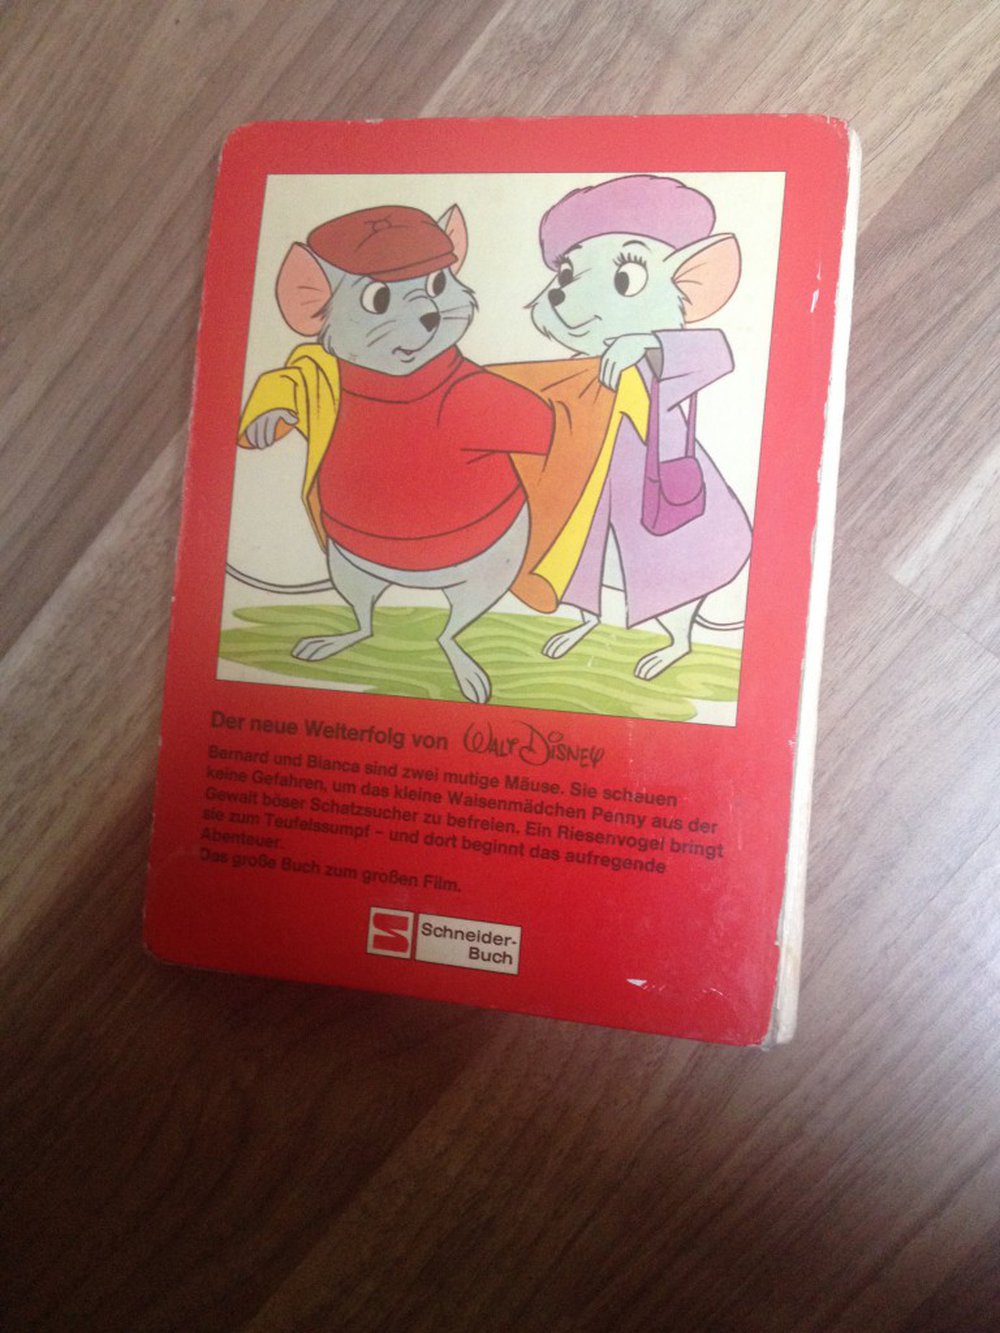 Der neue Welterfolg von Walt Disney
Bernard und Bianca sind zwei mutige Mäuse. Sie schauen
keine Gefahren, um das kleine Waisenmädchen Penny aus der
Gewalt böser Schatzsucher zu befreien. Ein Riesenvogel bringt
sie zum Teufelssumpf – und dort beginnt das aufregende
Abenteuer.
Das große Buch zum großen Film.
Schneider-
Buch